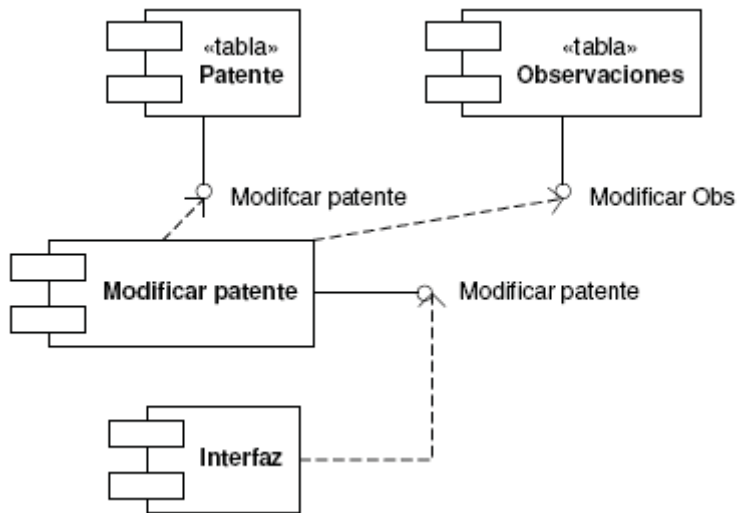 «tabla»
Patente
«tabla»
Observaciones
Modifcar patente
Modificar Obs
Modificar patente
Modificar patente
Interfaz